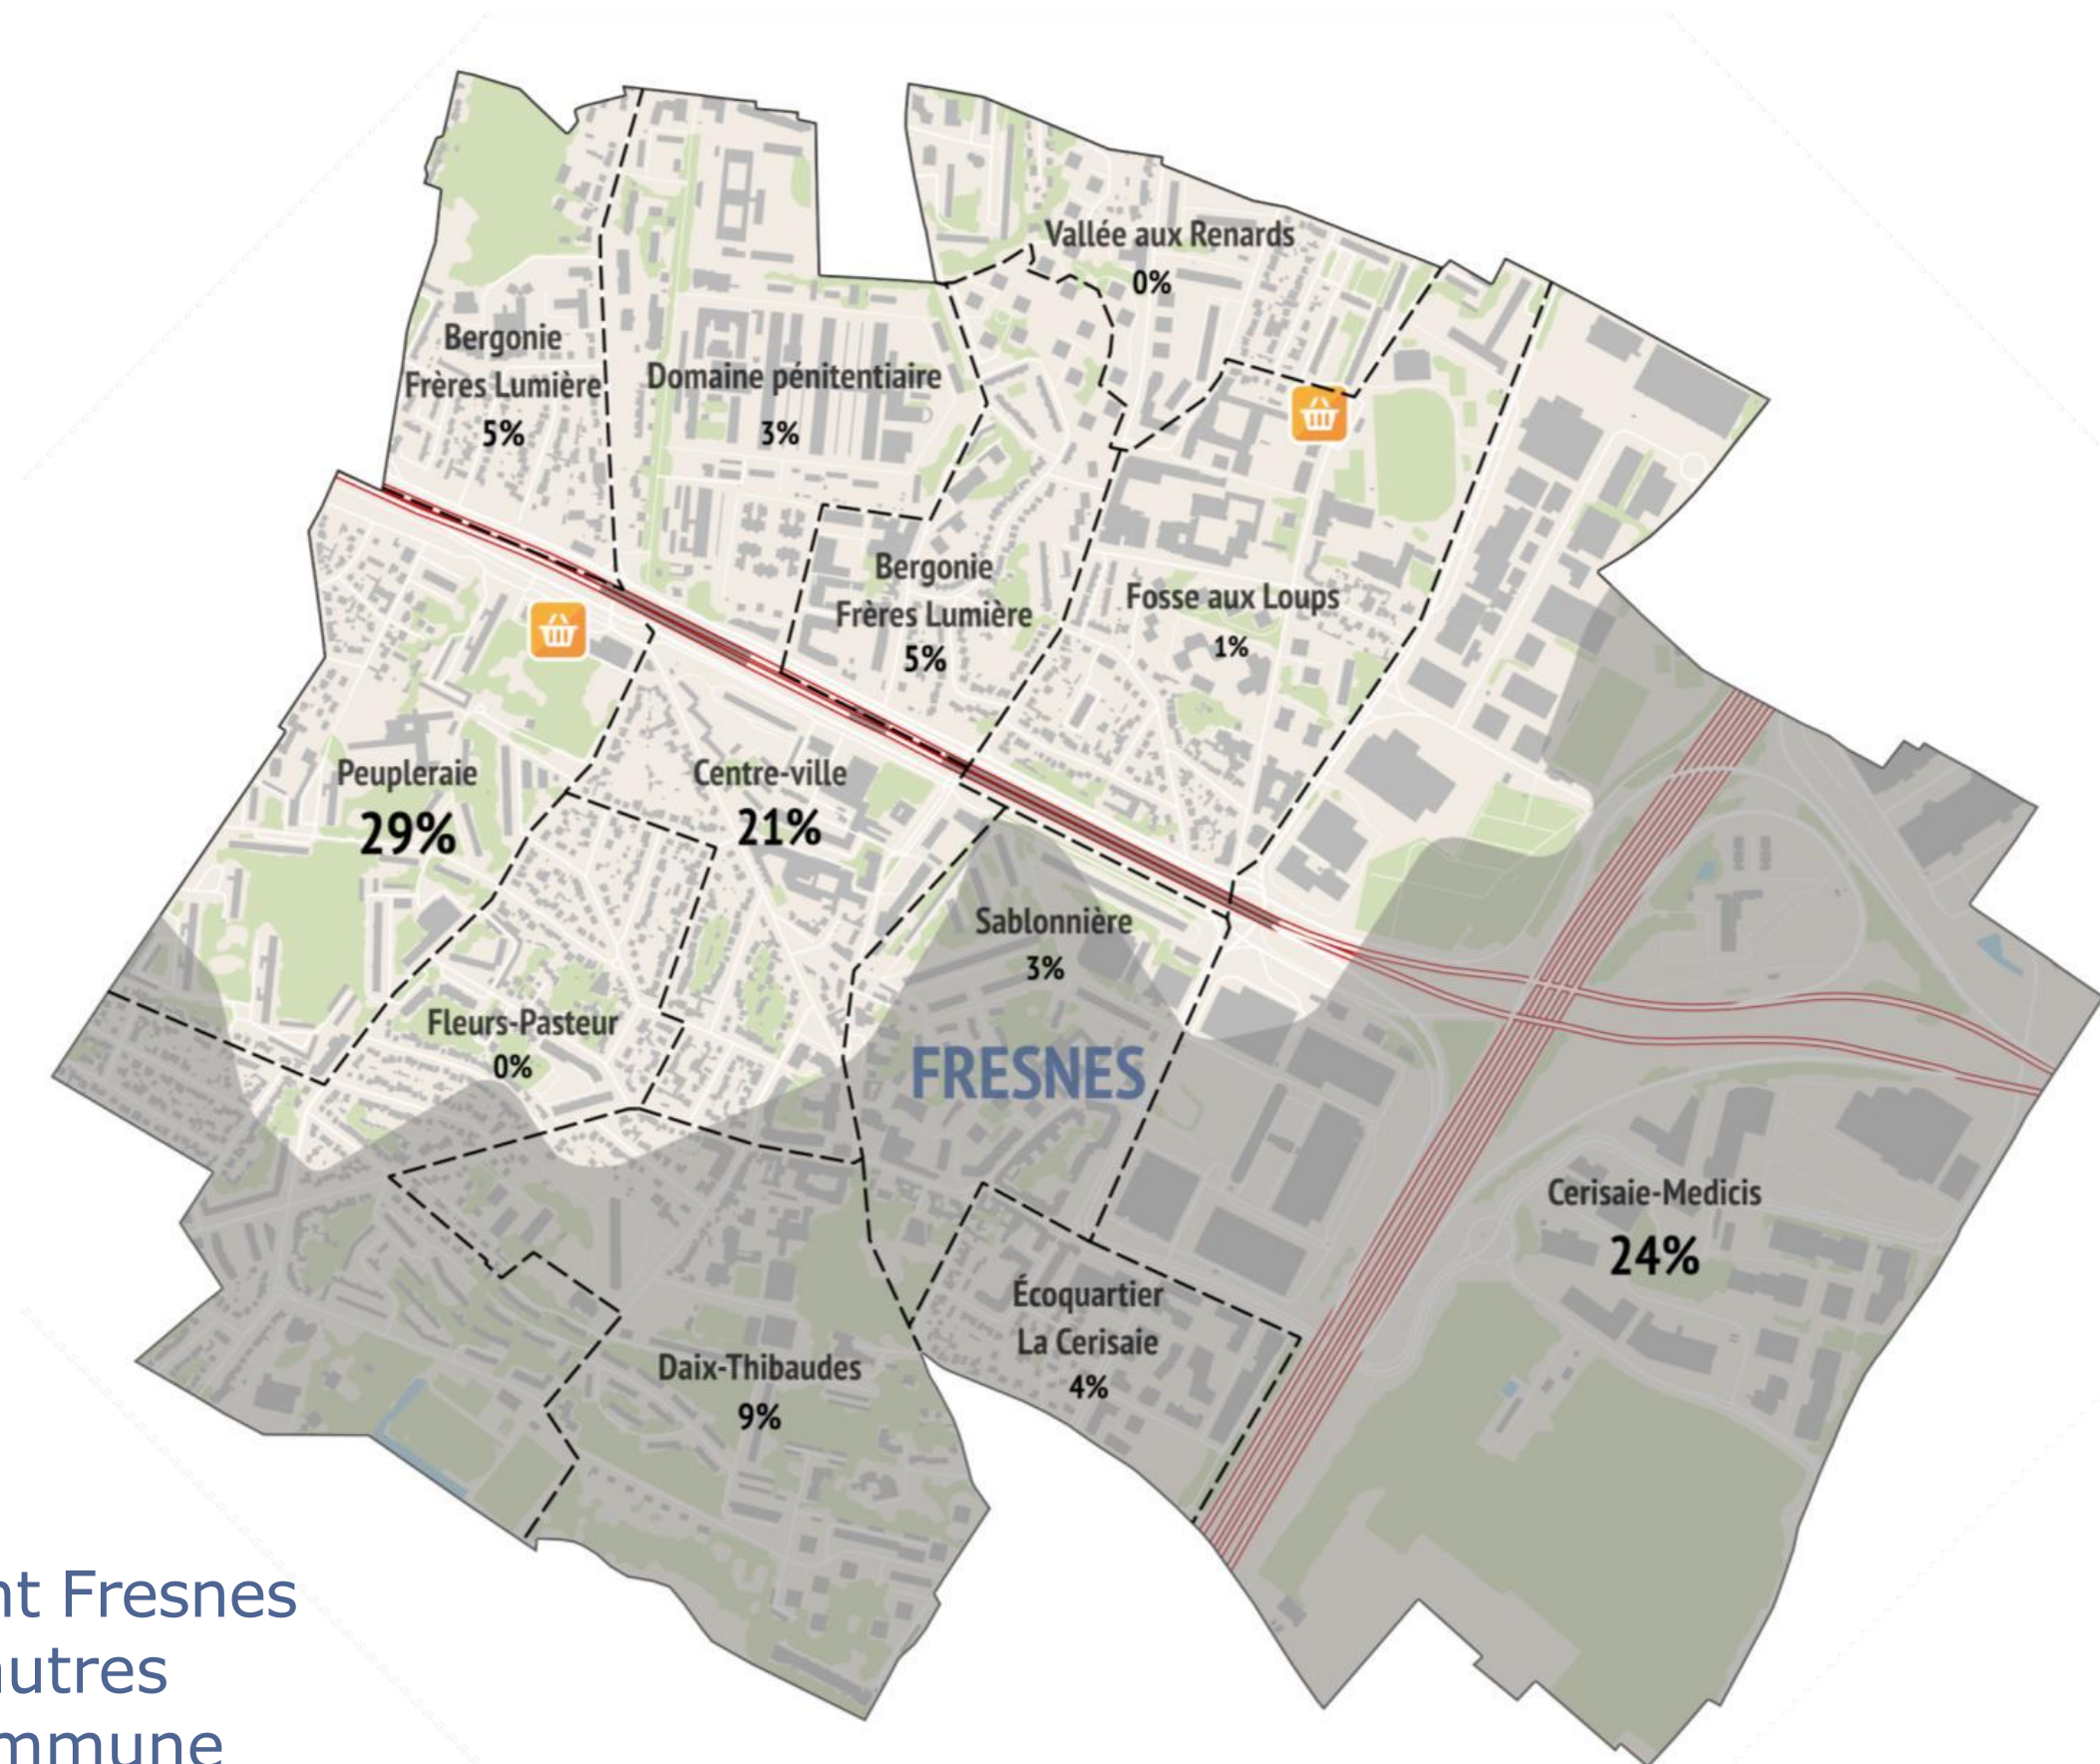 Vallée aux Renards
0%
Bergonie
Frères Lumière
5%
Domaine pénitentiaire
3%
Bergonie
Frères Lumière
5%
Fosse aux Loups
1%
Peupleraie
29%
Centre-ville
21%
Sablonnière
3%
Fleurs-Pasteur
0%
FRESNES
Cerisaie-Medicis
24%
Écoquartier
La Cerisaie
4%
Daix-Thibaudes
9%
nt Fresnes
utres
mmune